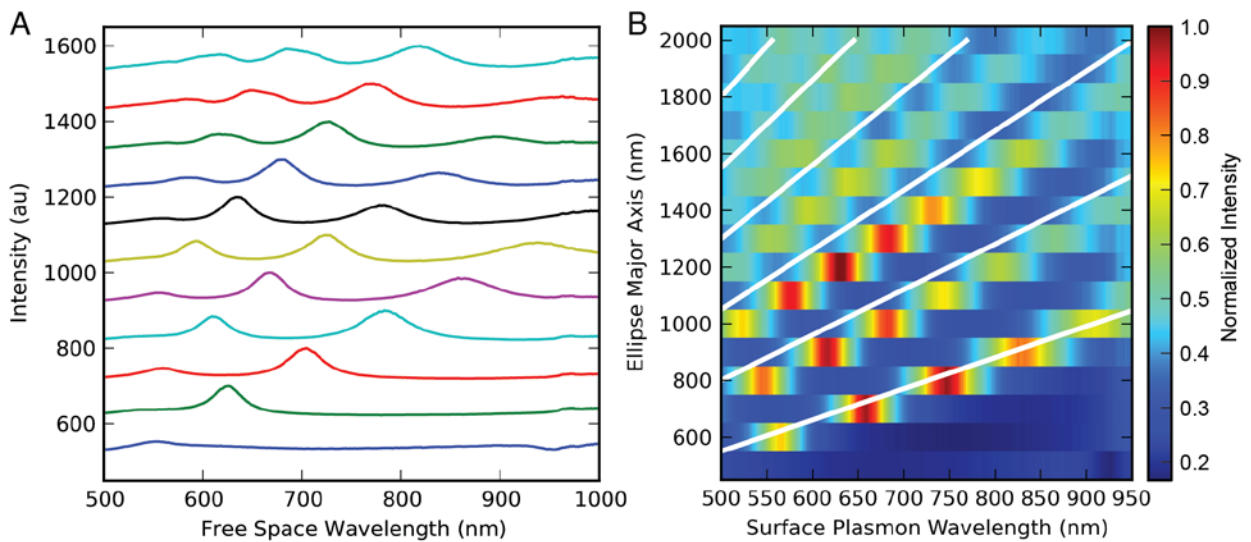 A
Intensity (au)
1600
1400
1200
1000
800
600
500 600 700 800 900 1000
Free Space Wavelength (nm)
B
Ellipse Major Axis (nm)
2000
1800
1600
1400
1200
1000
800
600
500 550 600 650 700 750 800 850 900 950
Surface Plasmon Wavelength (nm)
1.0
0.9
0.8
0.7
0.6
0.5
0.4
0.3
0.2
Normalized Intensity